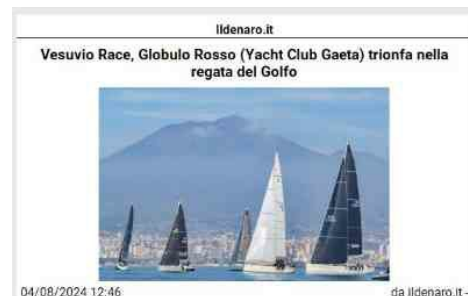 Ildenaro.it
Vesuvio Race, Globulo Rosso (Yacht Club Gaeta) trionfa nella
regata del Golfo
04/08/2024 12:46
da ildenaro.it -